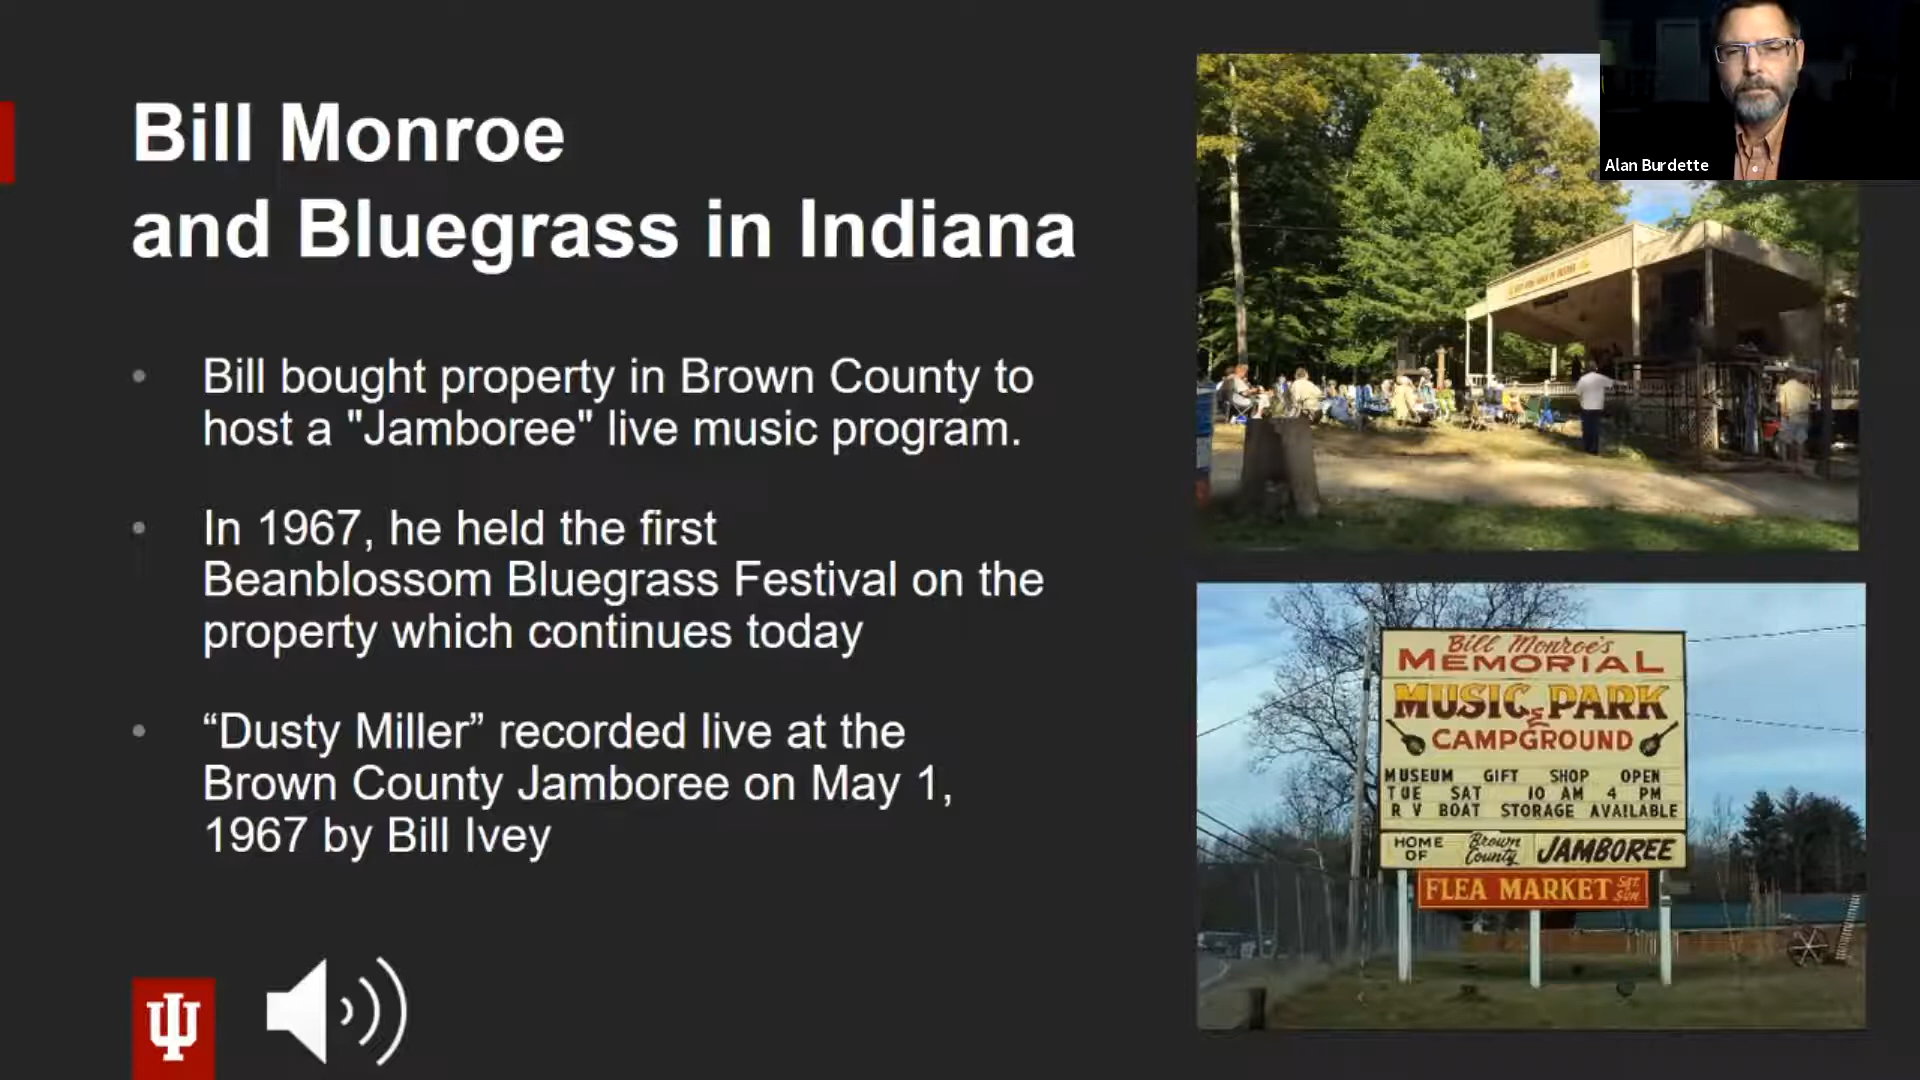 Bill Monroe
and Bluegrass in Indiana
Bill bought property in Brown County to
host a "Jamboree" live music program.
In 1967, he held the first
Beanblossom Bluegrass Festival on the
property which continues today
“Dusty Miller” recorded live at the
Brown County Jamboree on May 1,
1967 by Bill Ivey
Alan Burdette
Bill Monroe's
MEMORIAL
MUSIC PARK
&
CAMPGROUND
MUSEUM GIFT SHOP OPEN
TUE SAT 10 AM 4 PM
R V BOAT STORAGE AVAILABLE
HOME OF Brown County JAMBOREE
FLEA MARKET SAT. SUN.